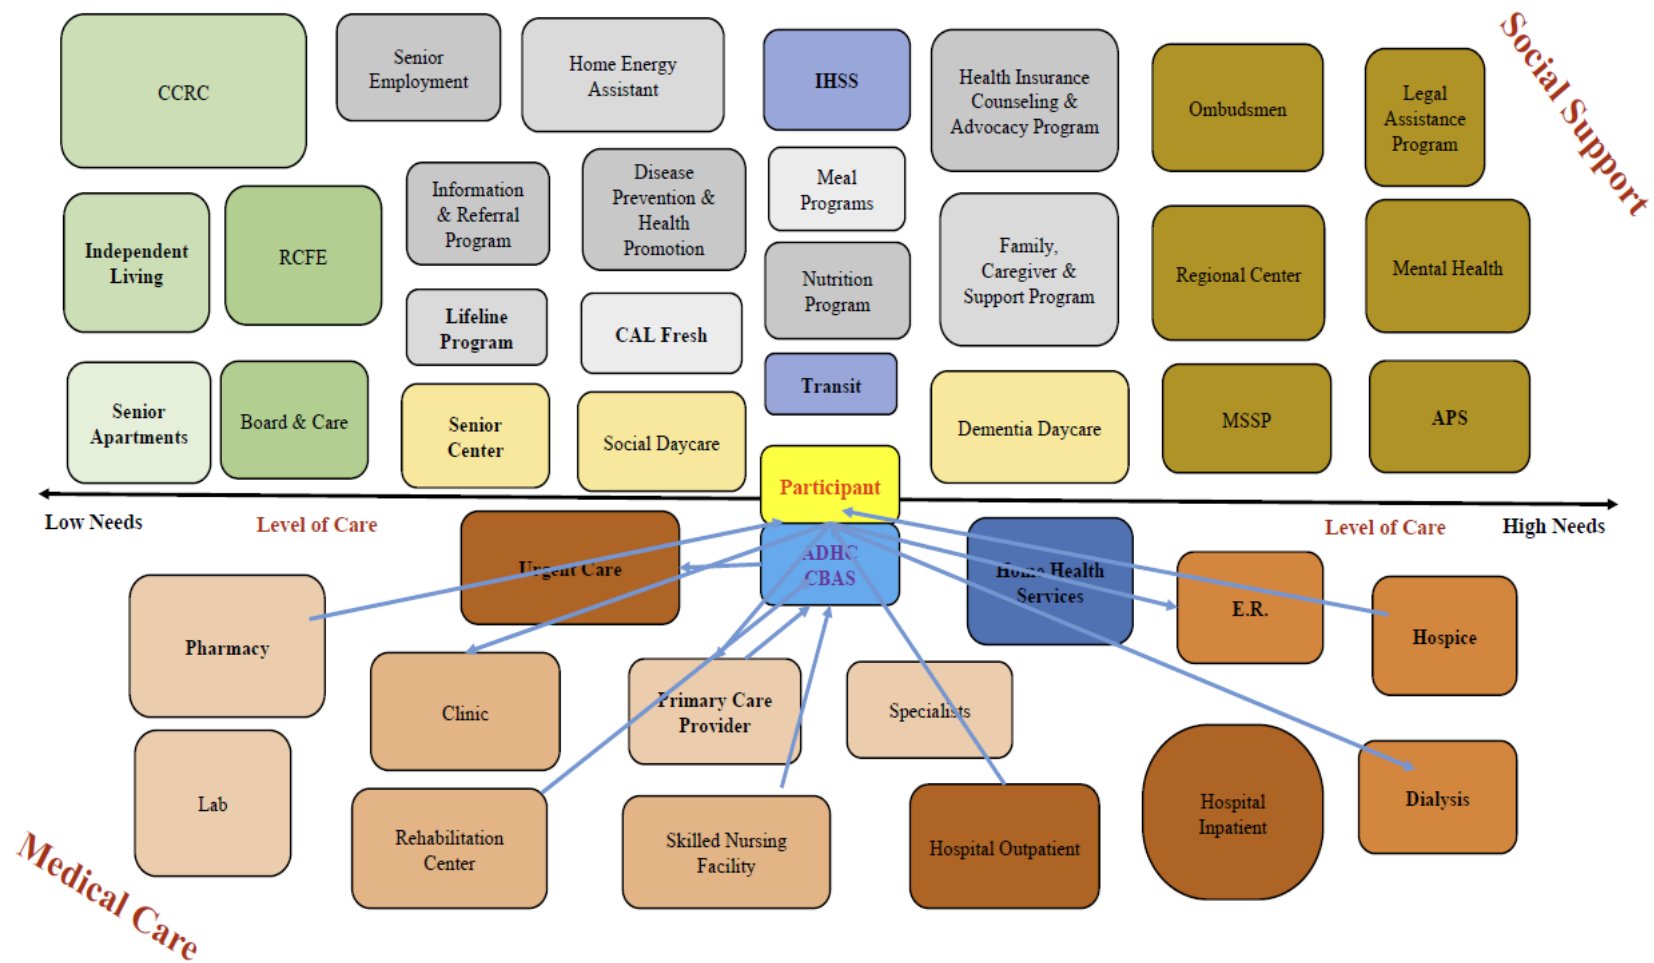 CCRC
Senior
Employment
Home Energy
Assistant
IHSS
Health Insurance
Counseling &
Advocacy Program
Ombudsmen
Legal
Assistance
Program
Social Support
Independent
Living
RCFE
Information
& Referral
Program
Disease
Prevention &
Health
Promotion
Meal
Programs
Nutrition
Program
Family,
Caregiver &
Support Program
Regional Center
Mental Health
Lifeline
Program
CAL Fresh
Transit
Senior
Apartments
Board & Care
Senior
Center
Social Daycare
Dementia Daycare
MSSP
APS
Participant
Low Needs
Level of Care
Level of Care
High Needs
Urgent Care
ADHC
CBAS
Home Health
Services
E.R.
Hospice
Pharmacy
Clinic
Primary Care
Provider
Specialists
Lab
Rehabilitation
Center
Skilled Nursing
Facility
Hospital Outpatient
Hospital
Inpatient
Dialysis
Medical Care